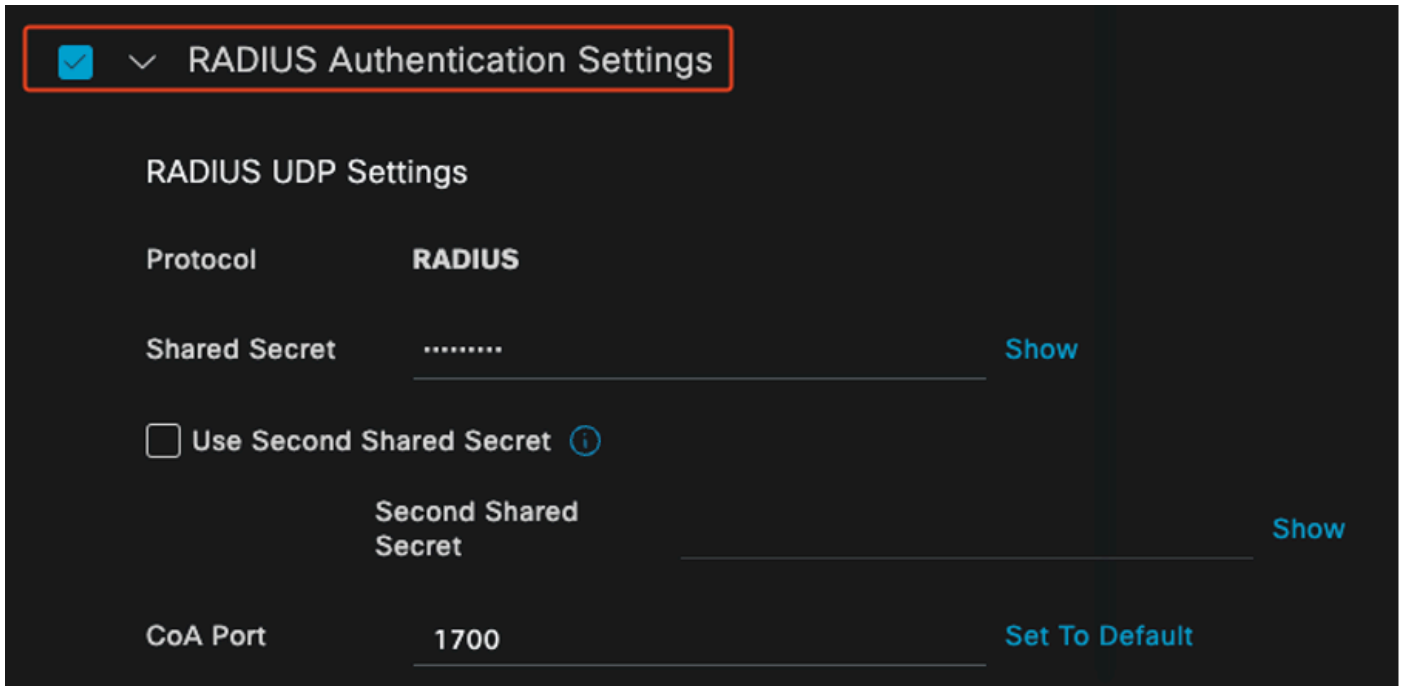 RADIUS Authentication Settings
RADIUS UDP Settings
Protocol RADIUS
Shared Secret ········· Show
Use Second Shared Secret
Second Shared
Secret
Show
CoA Port 1700 Set To Default